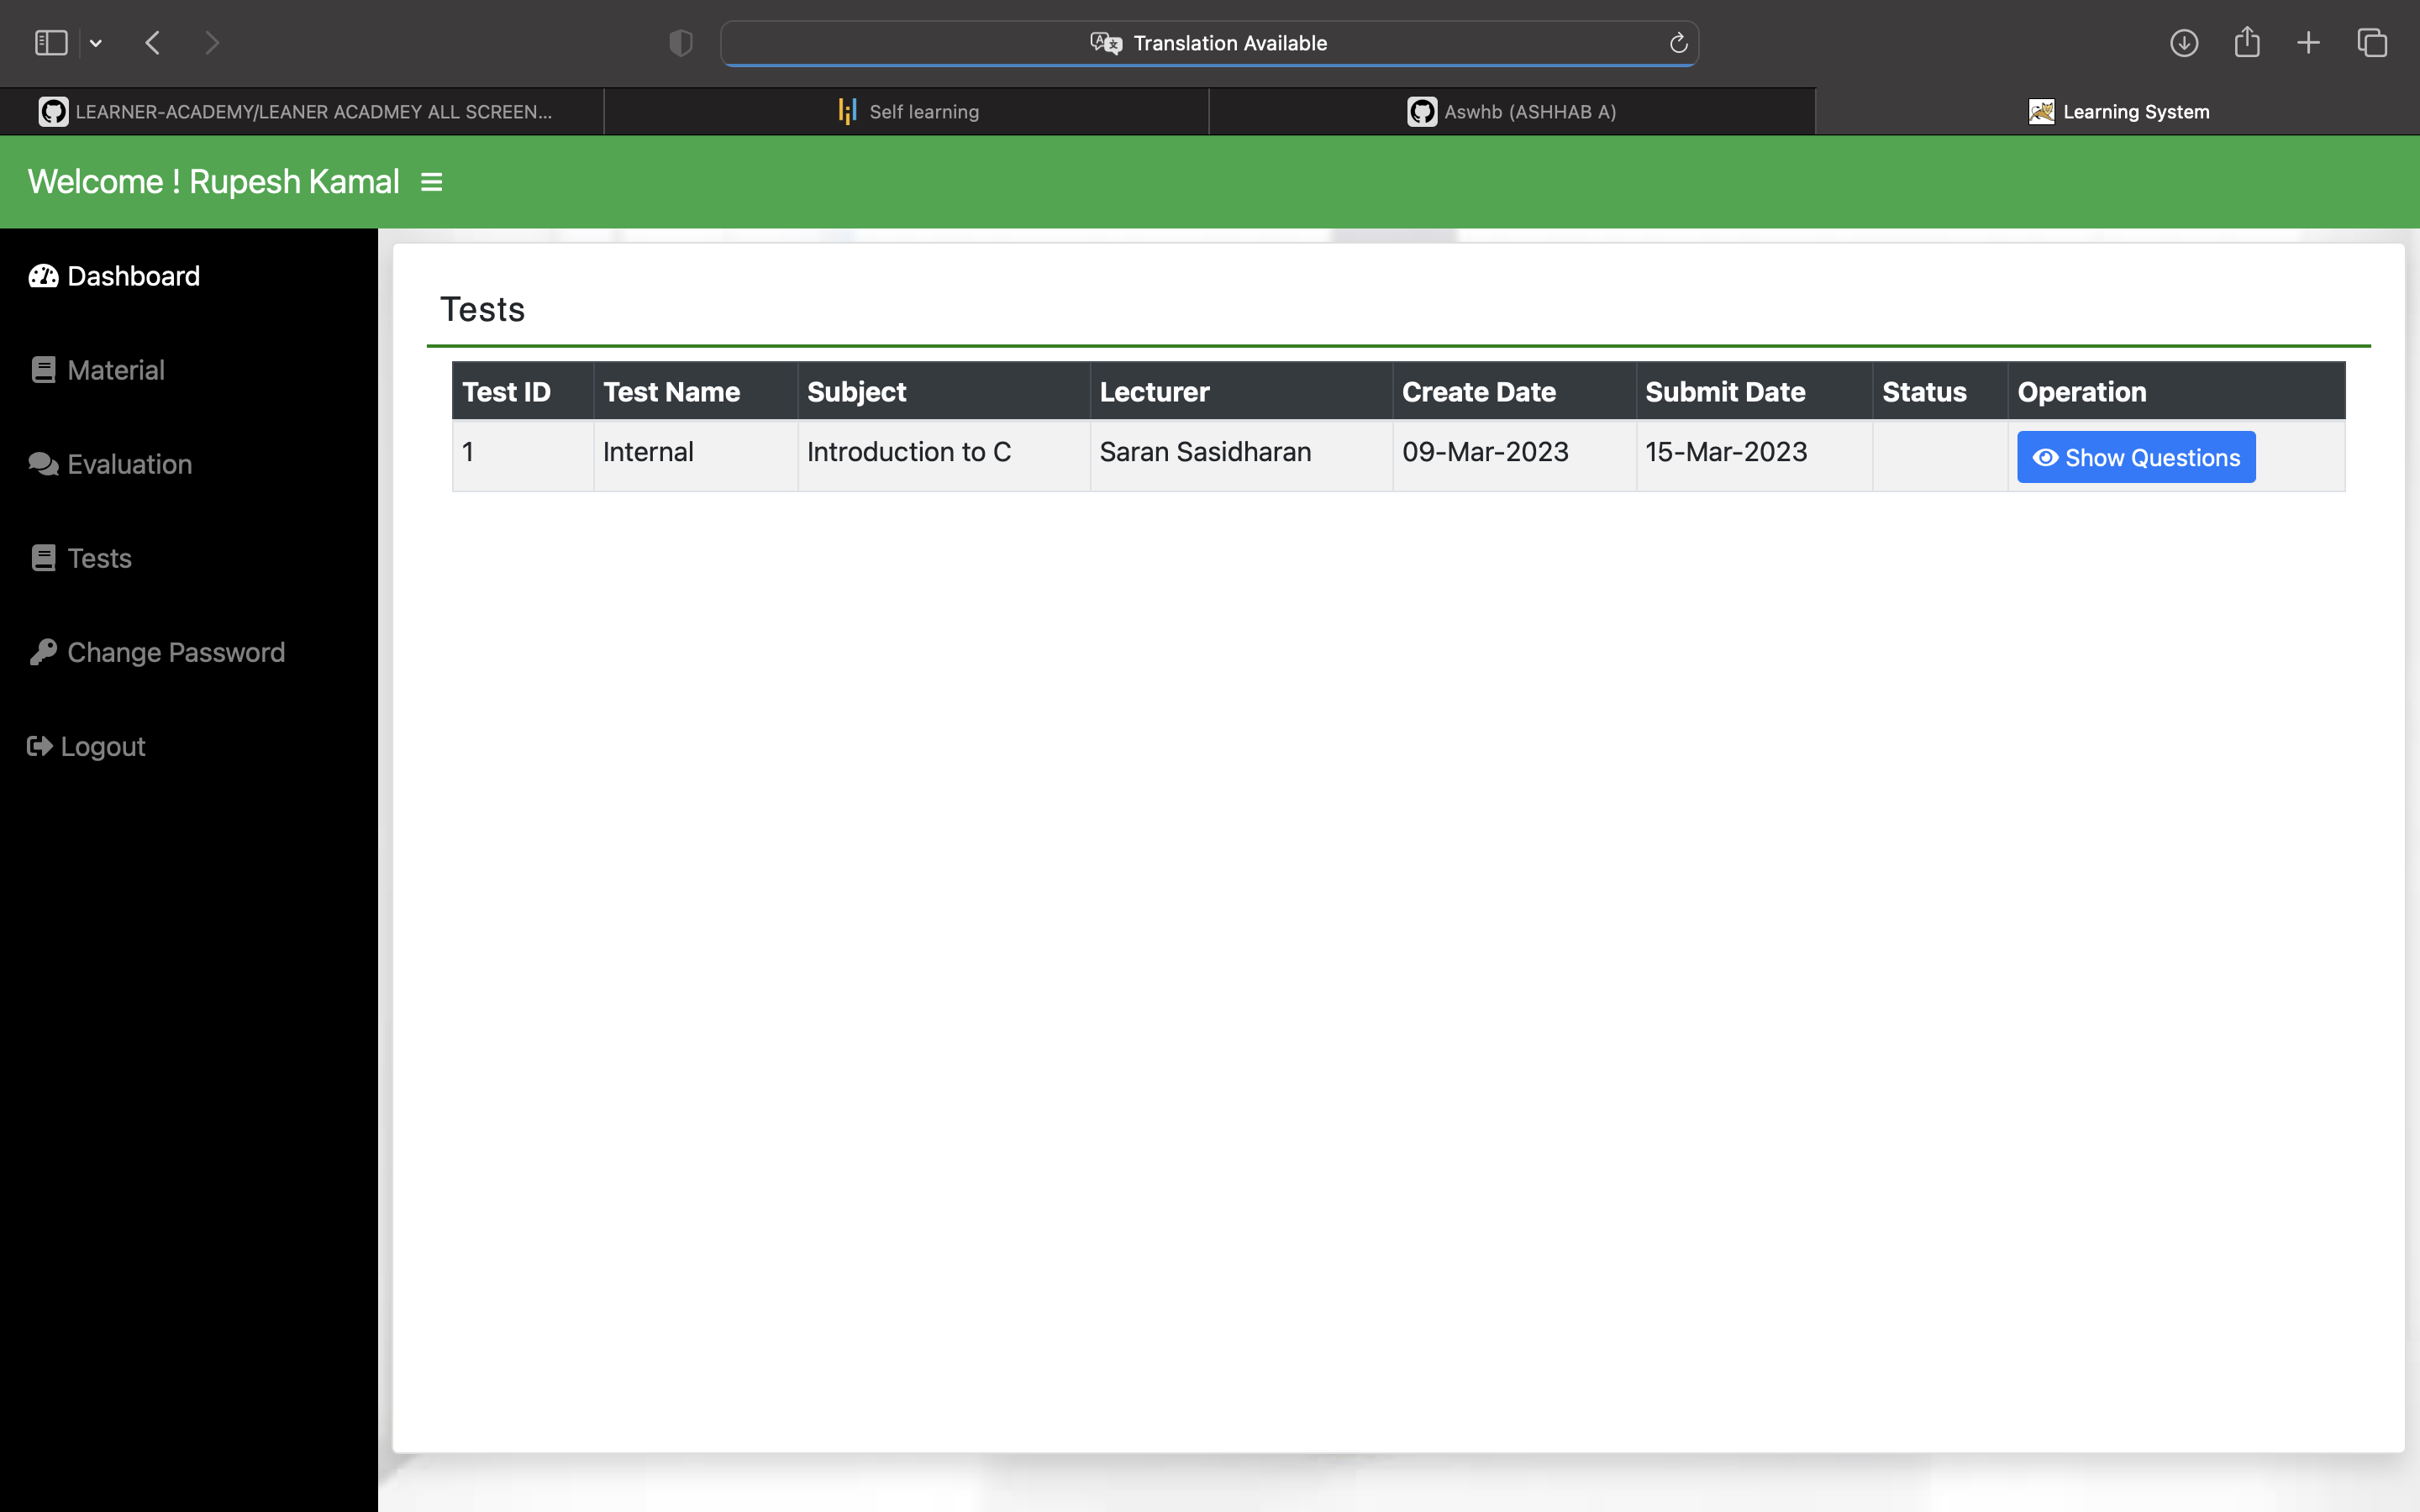 Translation Available
LEARNER-ACADEMY/LEANER ACADMEY ALL SCREEN...
Self learning
Aswhb (ASHHAB A)
Learning System
Welcome ! Rupesh Kamal
Dashboard
Material
Evaluation
Tests
Change Password
Logout
Tests
Test ID Test Name Subject Lecturer Create Date Submit Date Status Operation
1 Internal Introduction to C Saran Sasidharan 09-Mar-2023 15-Mar-2023 Show Questions